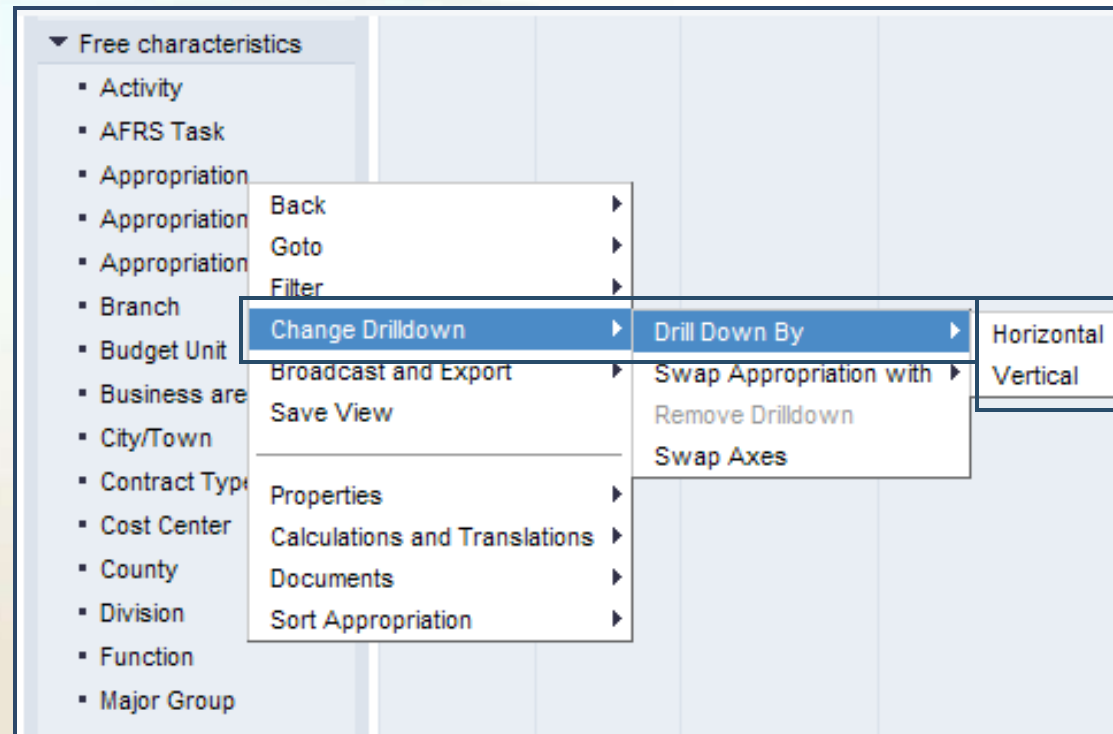 Free characteristics
Activity
AFRS Task
Appropriation
Appropriation
Appropriation
Branch
Budget Unit
Business are
City/Town
Contract Type
Cost Center
County
Division
Function
Major Group
Back
Goto
Filter
Change Drilldown
Broadcast and Export
Save View
Properties
Calculations and Translations
Documents
Sort Appropriation
Drill Down By
Swap Appropriation with
Remove Drilldown
Swap Axes
Horizontal
Vertical